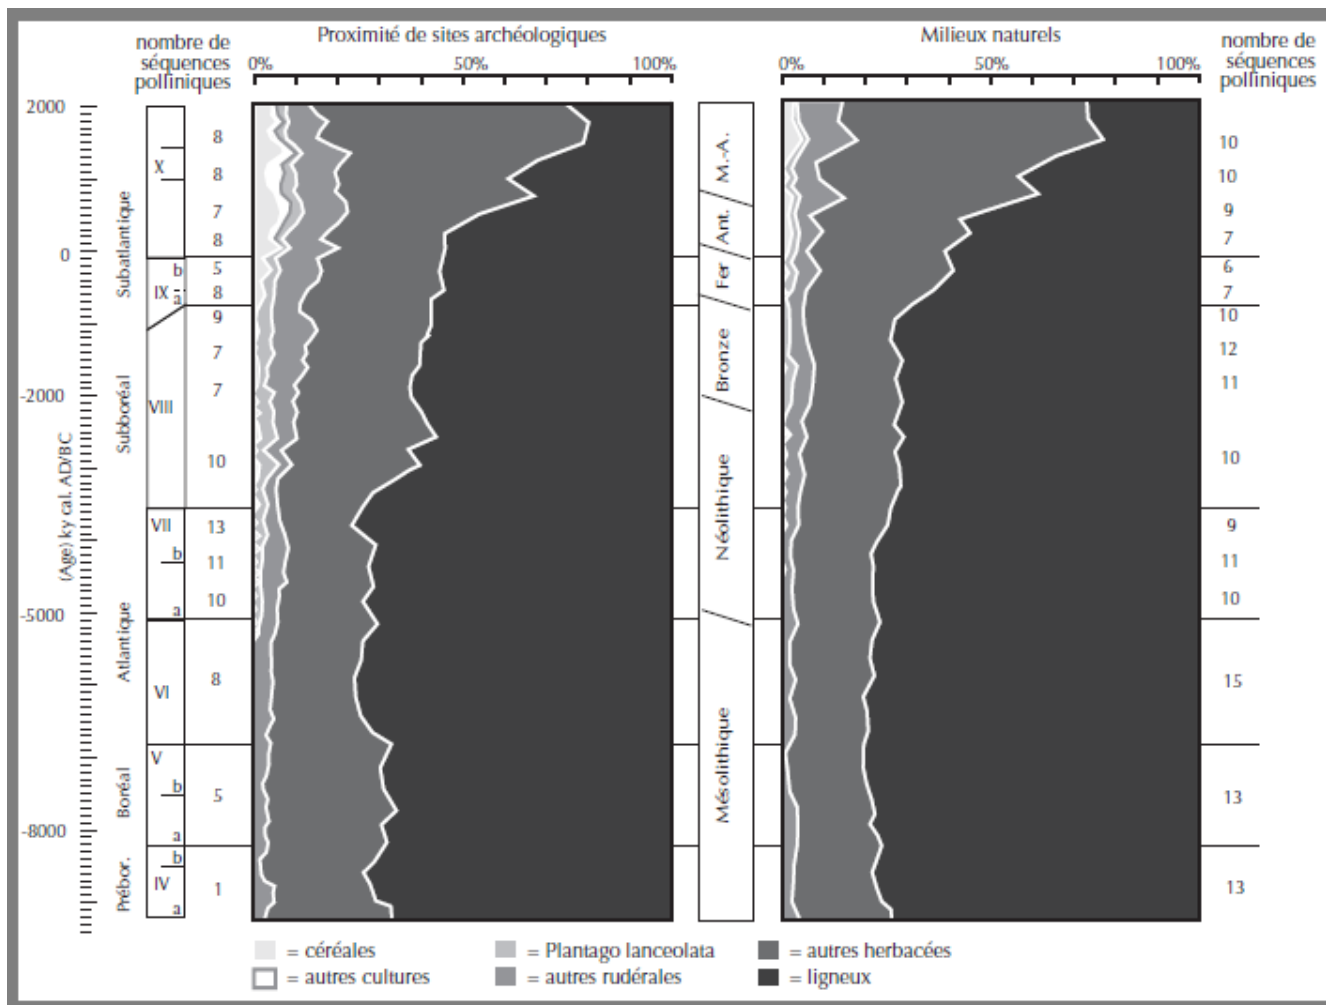 Proximité de sites archéologiques
Milieux naturels
nombre de
séquences
polliniques
0%
50%
100%
0%
50%
100%
nombre de
séquences
polliniques
2000
0
-2000
-5000
-8000
(Age) ky cal. AD/BC
Subatlantique
Subboréal
Atlantique
Boréal
Prébor.
X
b
IX
a
VIII
VII
b
a
VI
V
b
a
b
IV
a
8
8
7
8
5
8
9
7
7
10
13
11
10
8
5
1
M.-A.
Ant.
Fer
Bronze
Néolithique
Mésolithique
10
10
9
7
6
7
10
12
11
10
9
11
10
15
13
13
= céréales
= Plantago lanceolata
= autres herbacées
= autres cultures
= autres rudérales
= ligneux